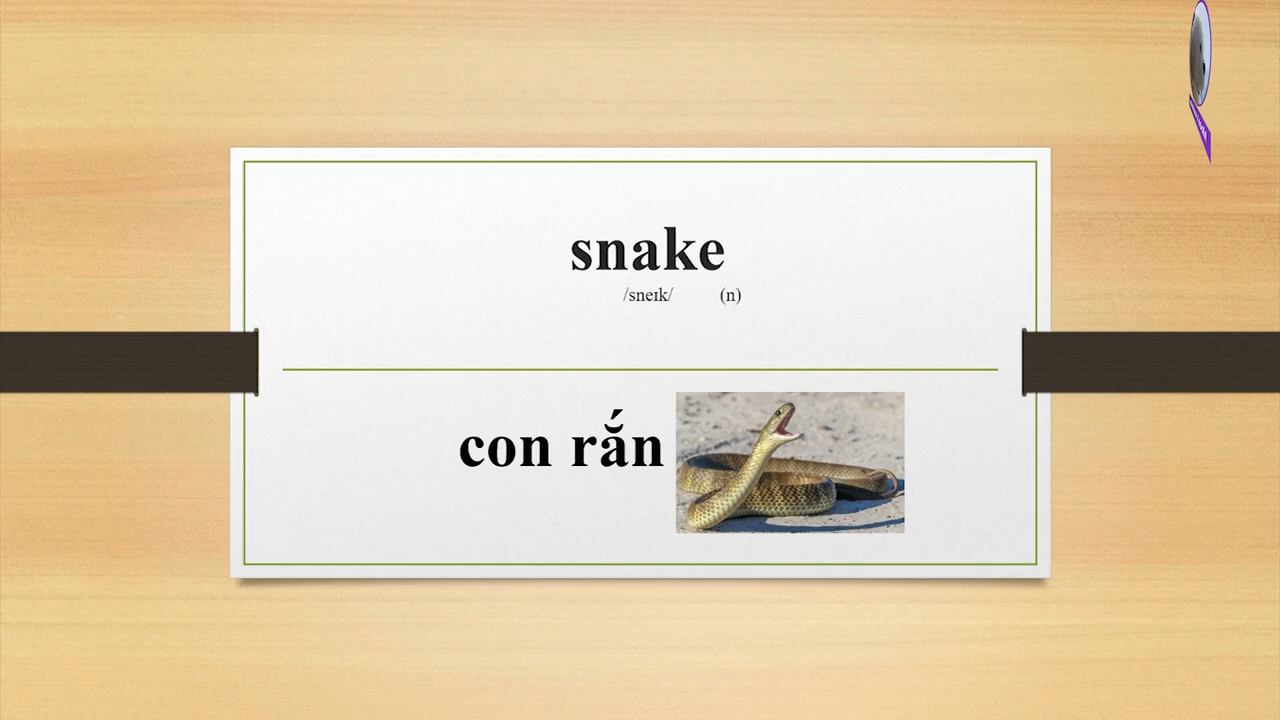 snake
/sneɪk/ (n)
con rắn